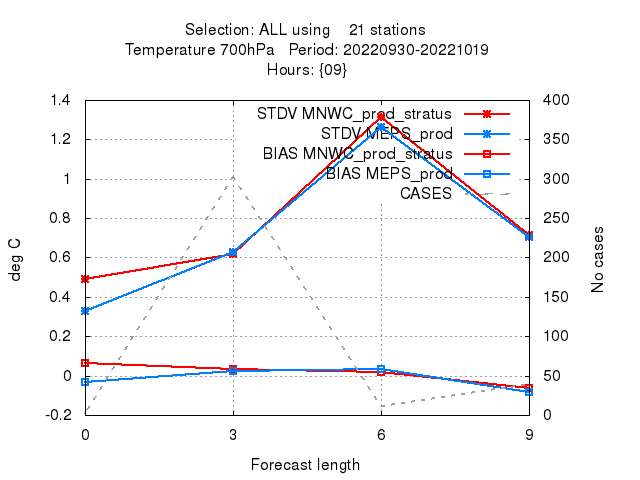 Selection: ALL using 21 stations
Temperature 700hPa Period: 20220930-20221019
Hours: {09}
1.4
1.2
1
0.8
0.6
0.4
0.2
0
-0.2
deg C
STDV MNWC_prod_stratus
STDV MEPS_prod
BIAS MNWC_prod_stratus
BIAS MEPS_prod
CASES
400
350
300
250
200
150
100
50
0
No cases
0 3 6 9
Forecast length